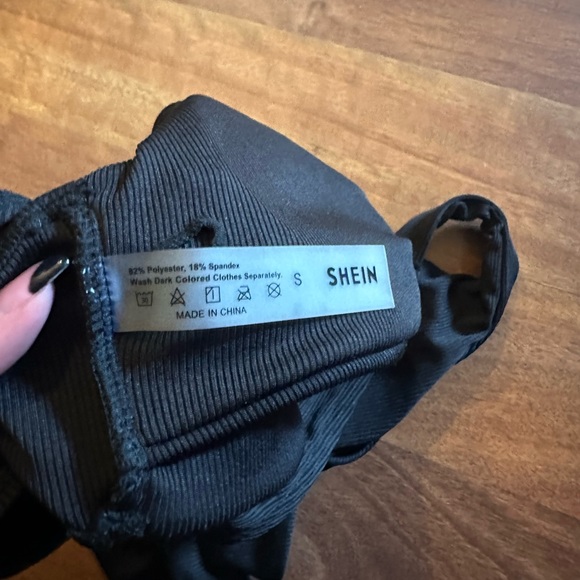 82% Polyester, 18% Spandex
Wash Dark Colored Clothes Separately.
S SHEIN
MADE IN CHINA